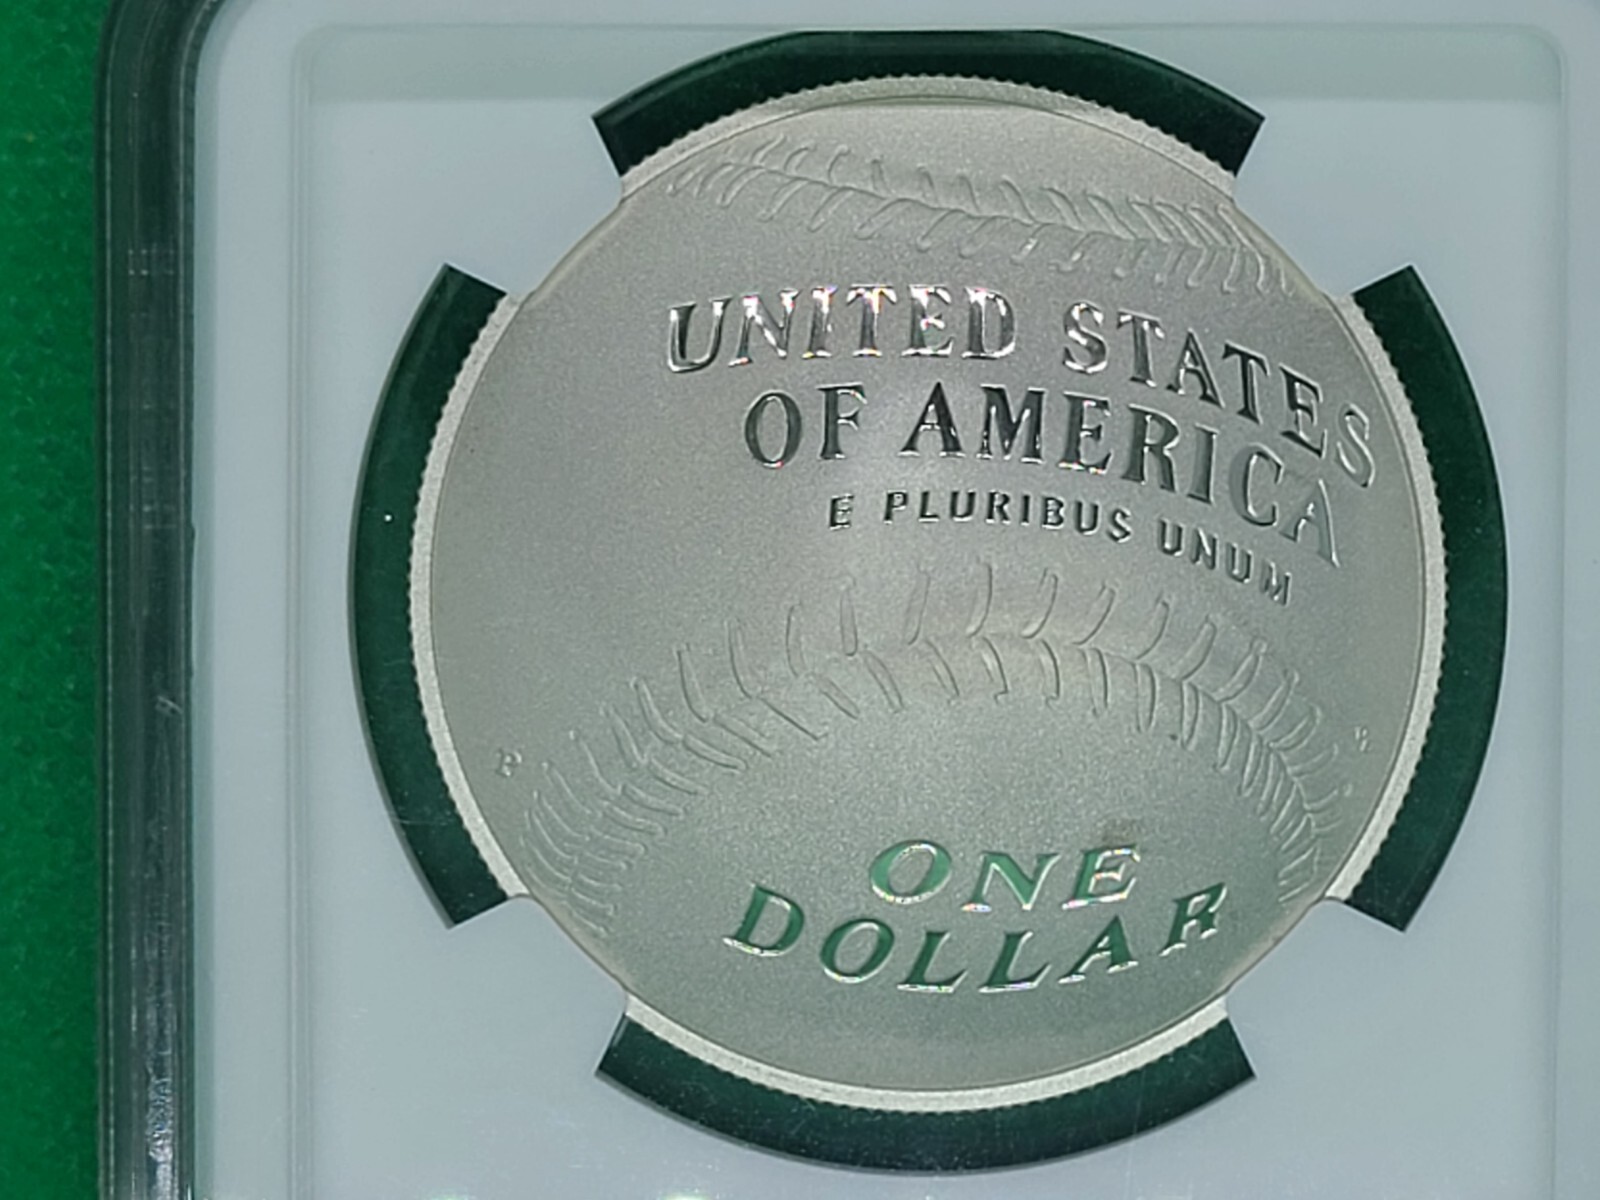 UNITED STATES
OF AMERICA
E PLURIBUS UNUM
P
ONE
DOLLAR